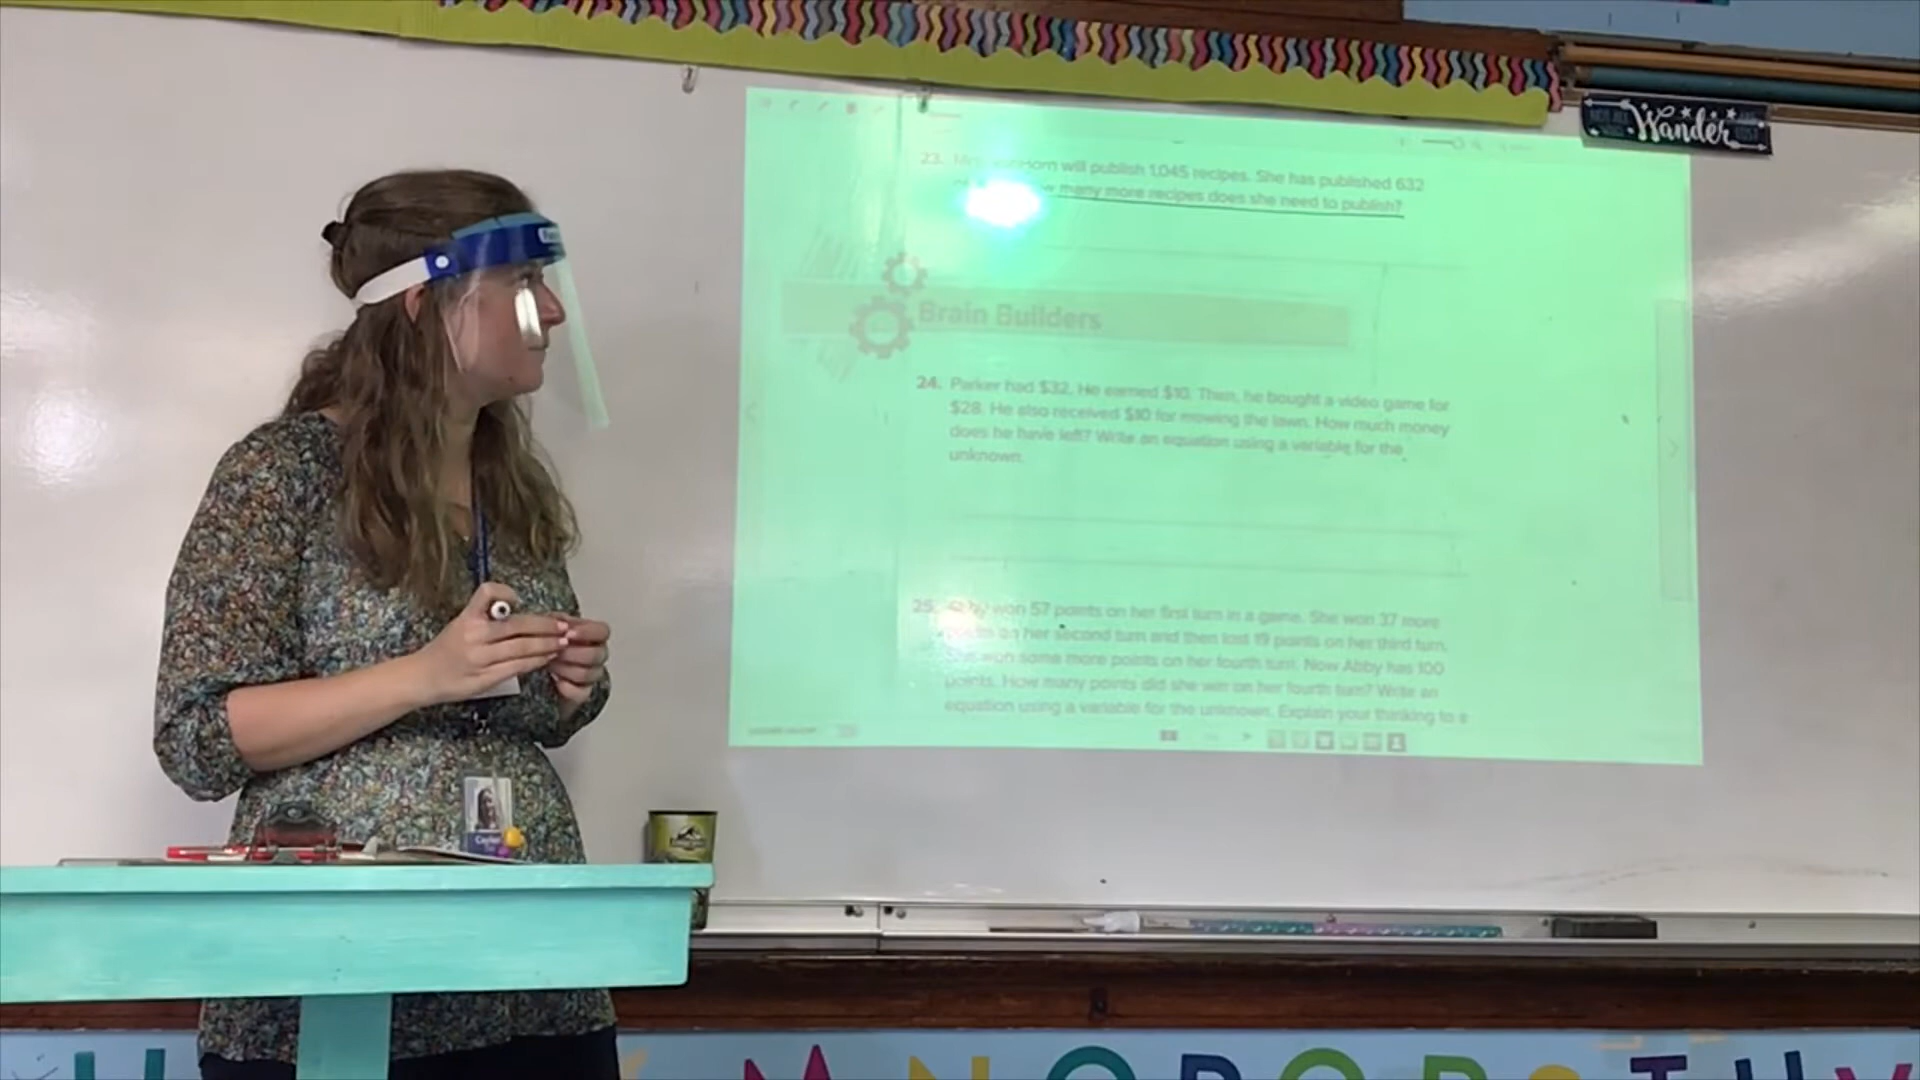 Wander
23. will publish 1,045 recipes. She has published 632
many more recipes does she need to publish?
Brain Builders
24. Parker had $32. He earned $10. Then, he bought a video game for
$28. He also received $10 for mowing the lawn. How much money
does he have left? Write an equation using a variable for the
unknown.
25. won 57 points on her first turn in a game. She won 37 more
on her second turn and then lost 19 points on her third turn.
won some more points on her fourth turn. Now Abby has 100
points. How many points did she win on her fourth turn? Write an
equation using a variable for the unknown. Explain your thinking to a
M N O P Q R S T U V